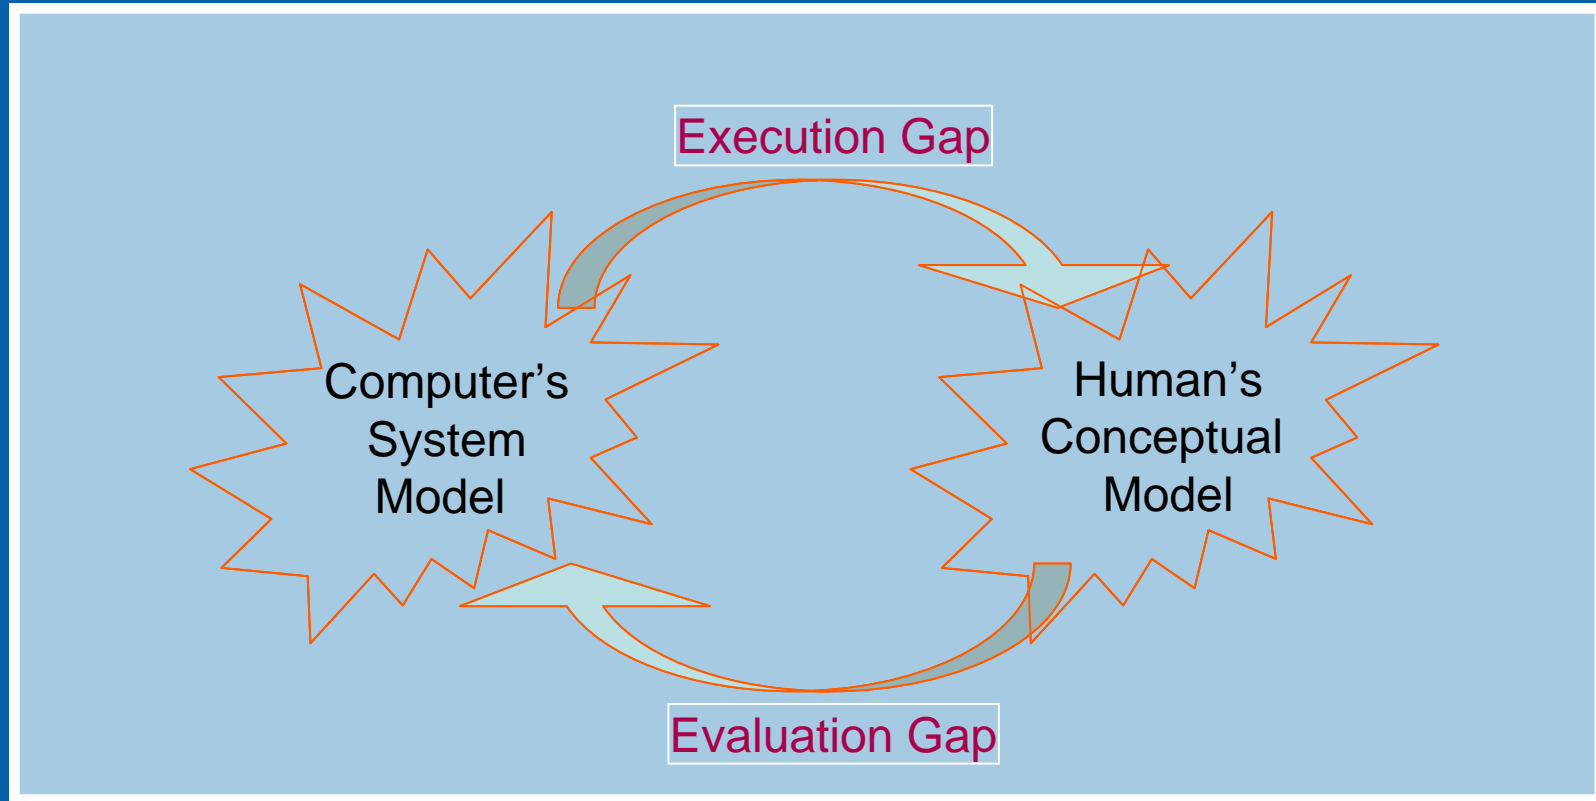 Execution Gap
Computer’s
System
Model
Human’s
Conceptual
Model
Evaluation Gap